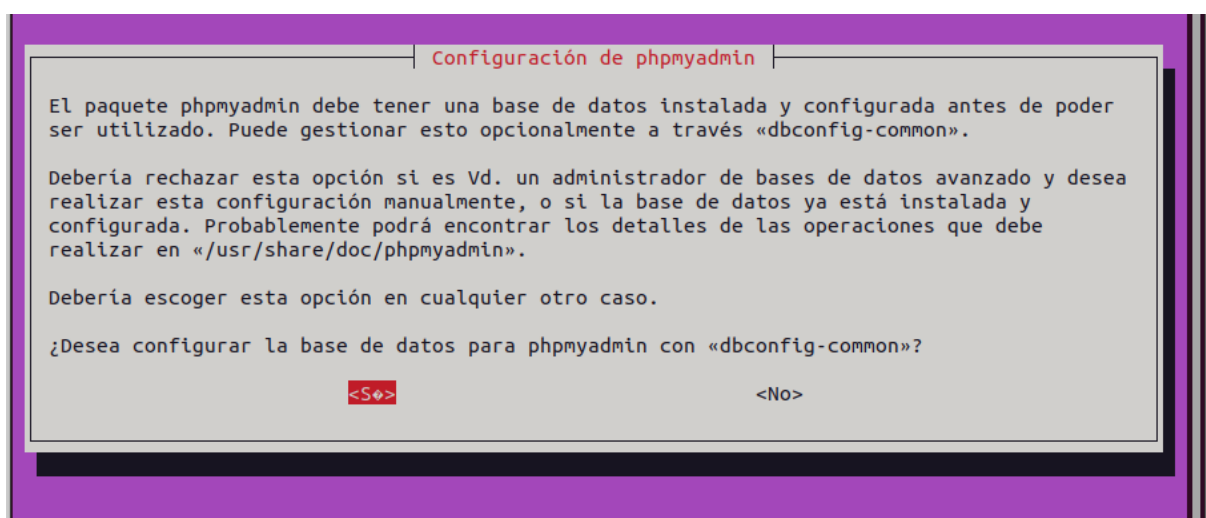 Configuración de phpmyadmin
El paquete phpmyadmin debe tener una base de datos instalada y configurada antes de poder
ser utilizado. Puede gestionar esto opcionalmente a través «dbconfig-common».
Debería rechazar esta opción si es Vd. un administrador de bases de datos avanzado y desea
realizar esta configuración manualmente, o si la base de datos ya está instalada y
configurada. Probablemente podrá encontrar los detalles de las operaciones que debe
realizar en «/usr/share/doc/phpmyadmin».
Debería escoger esta opción en cualquier otro caso.
¿Desea configurar la base de datos para phpmyadmin con «dbconfig-common»?
<S�> <No>